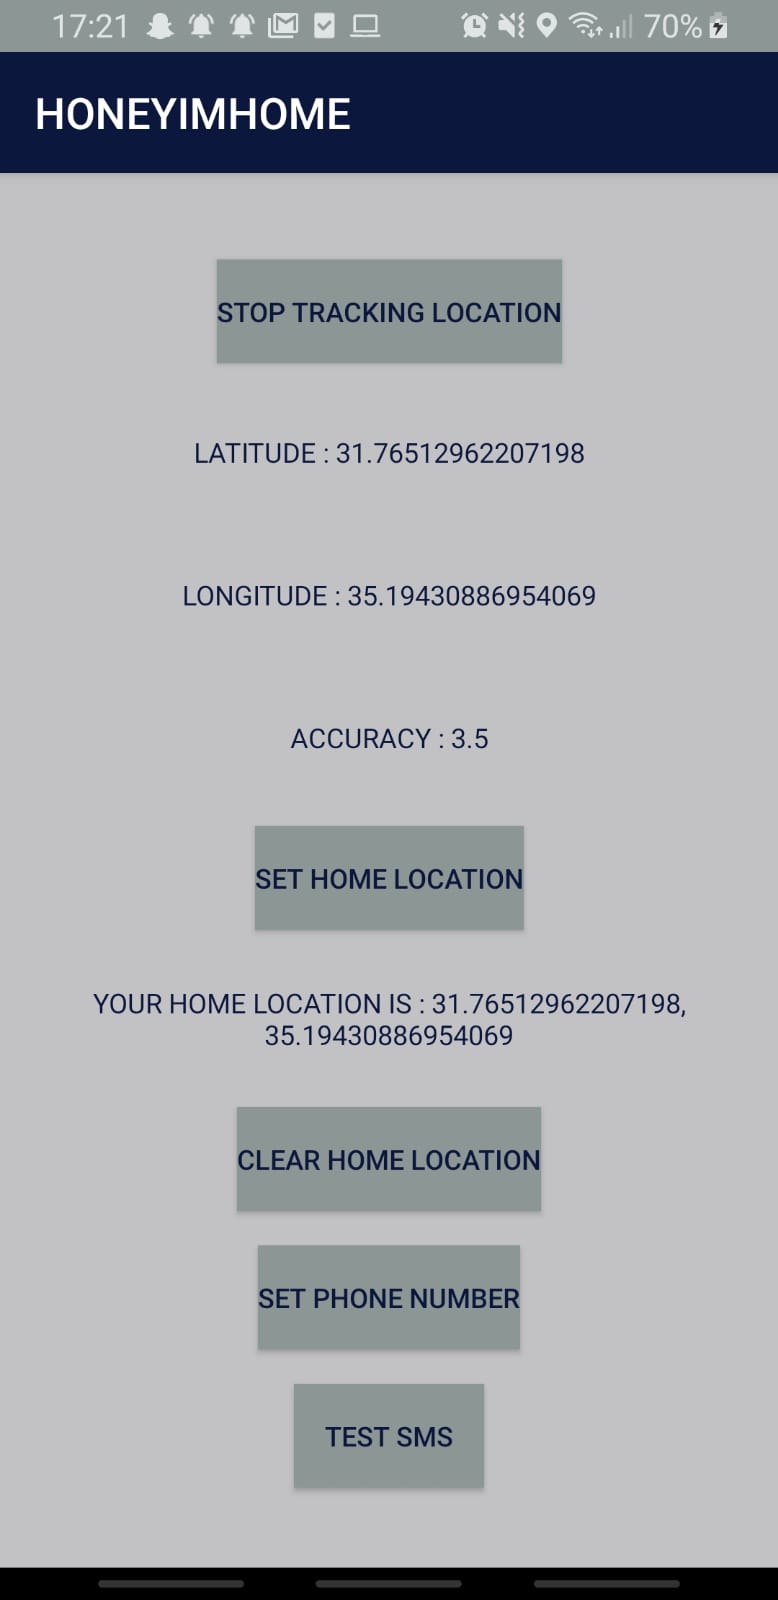 17:21 70%
HONEYIMHOME
STOP TRACKING LOCATION
LATITUDE : 31.76512962207198
LONGITUDE : 35.19430886954069
ACCURACY : 3.5
SET HOME LOCATION
YOUR HOME LOCATION IS : 31.76512962207198,
35.19430886954069
CLEAR HOME LOCATION
SET PHONE NUMBER
TEST SMS